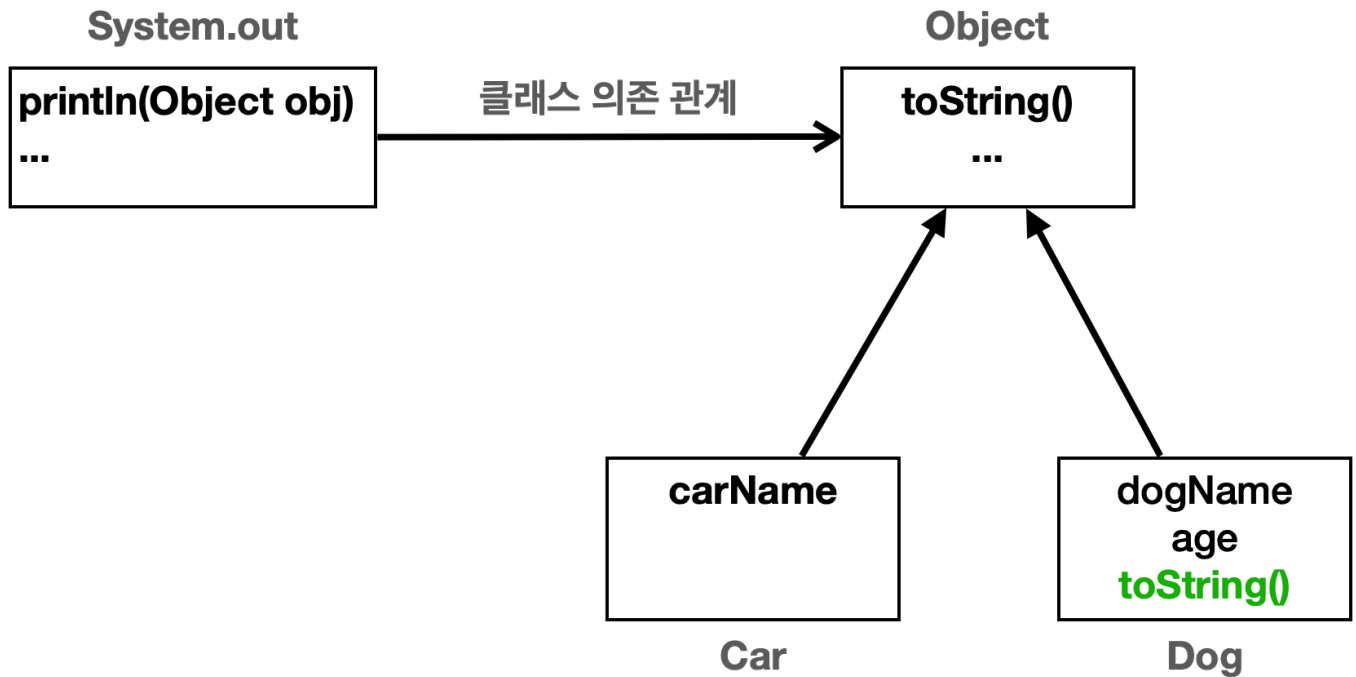 System.out
println(Object obj)
...
클래스 의존 관계
Object
toString()
...
carName
Car
dogName
age
toString()
Dog